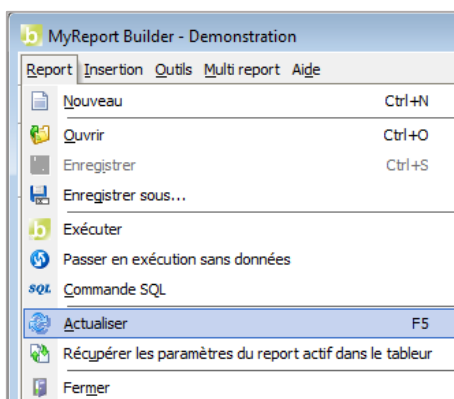 b MyReport Builder - Demonstration
Report Insertion Outils Multi report Aide
Nouveau Ctrl+N
Ouvrir Ctrl+O
Enregistrer Ctrl+S
Enregistrer sous...
b Exécuter
Passer en exécution sans données
SQL Commande SQL
Actualiser F5
Récupérer les paramètres du report actif dans le tableur
Fermer